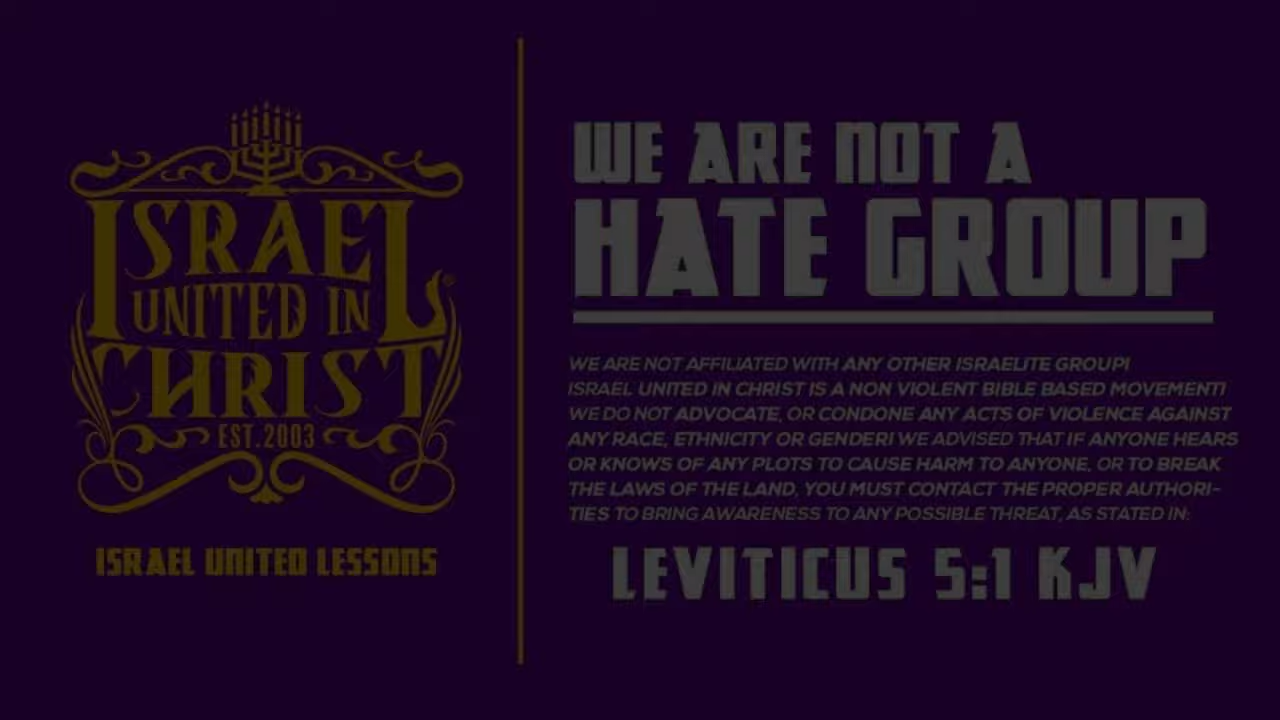 ISRAEL
UNITED IN
CHRIST
EST.2003
ISRAEL UNITED LESSONS
WE ARE NOT A
HATE GROUP
WE ARE NOT AFFILIATED WITH ANY OTHER ISRAELITE GROUP!
ISRAEL UNITED IN CHRIST IS A NON VIOLENT BIBLE BASED MOVEMENT!
WE DO NOT ADVOCATE, OR CONDONE ANY ACTS OF VIOLENCE AGAINST
ANY RACE, ETHNICITY OR GENDER! WE ADVISED THAT IF ANYONE HEARS
OR KNOWS OF ANY PLOTS TO CAUSE HARM TO ANYONE, OR TO BREAK
THE LAWS OF THE LAND, YOU MUST CONTACT THE PROPER AUTHORI-
TIES TO BRING AWARENESS TO ANY POSSIBLE THREAT, AS STATED IN:
LEVITICUS 5:1 KJV